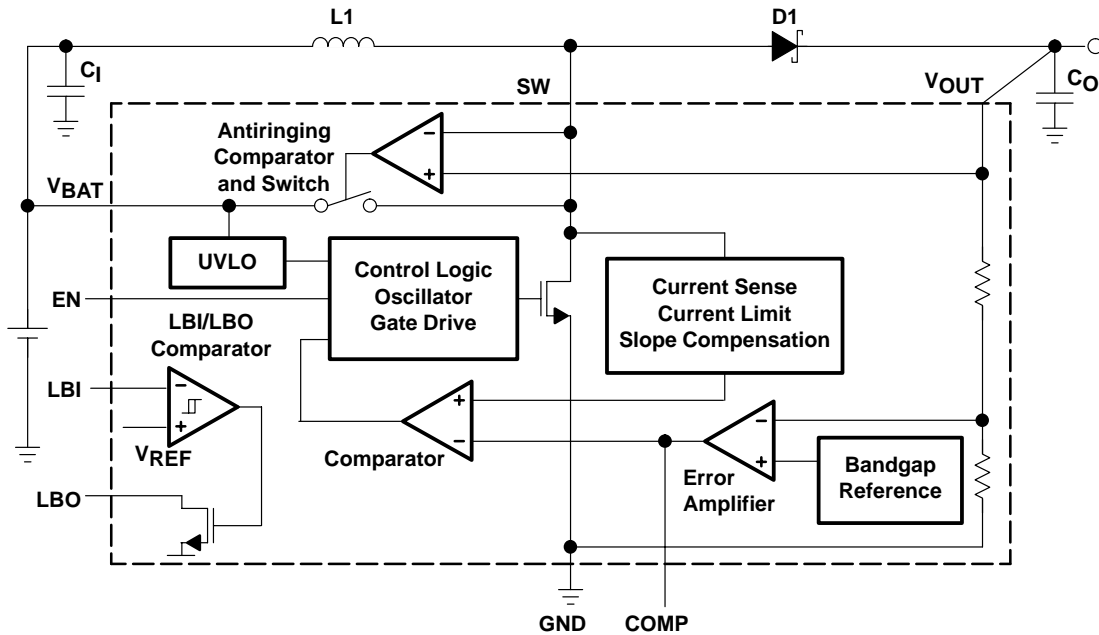 L1
D1
CI
SW
VOUT
CO
Antiringing
Comparator
and Switch
VBAT
UVLO
Control Logic
Oscillator
Gate Drive
Current Sense
Current Limit
Slope Compensation
EN
LBI/LBO
Comparator
LBI
VREF
LBO
Comparator
Error
Amplifier
Bandgap
Reference
GND
COMP